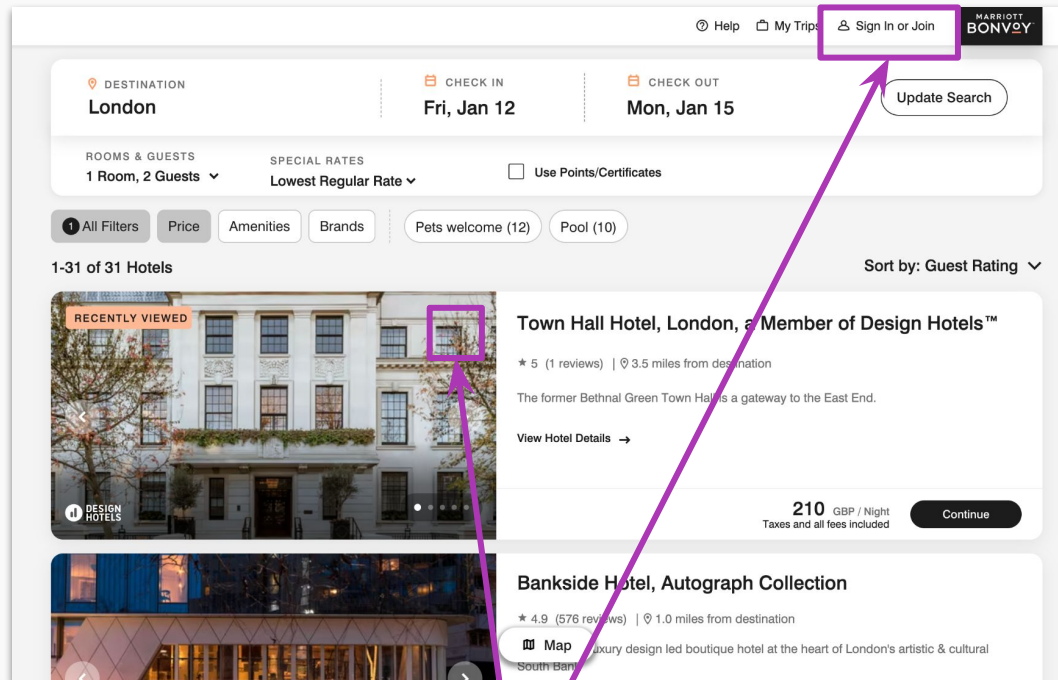 Help My Trips Sign In or Join MARRIOTT BONVOY
DESTINATION CHECK IN CHECK OUT
London Fri, Jan 12 Mon, Jan 15 Update Search
ROOMS & GUESTS SPECIAL RATES
1 Room, 2 Guests Lowest Regular Rate Use Points/Certificates
1 All Filters Price Amenities Brands Pets welcome (12) Pool (10)
1-31 of 31 Hotels Sort by: Guest Rating
RECENTLY VIEWED
Town Hall Hotel, London, a Member of Design Hotels™
5 (1 reviews) | 3.5 miles from destination
The former Bethnal Green Town Hall is a gateway to the East End.
View Hotel Details →
DESIGN
HOTELS
210 GBP / Night
Taxes and all fees included
Continue
Bankside Hotel, Autograph Collection
4.9 (576 reviews) | 1.0 miles from destination
Map
luxury design led boutique hotel at the heart of London's artistic & cultural
South Bank